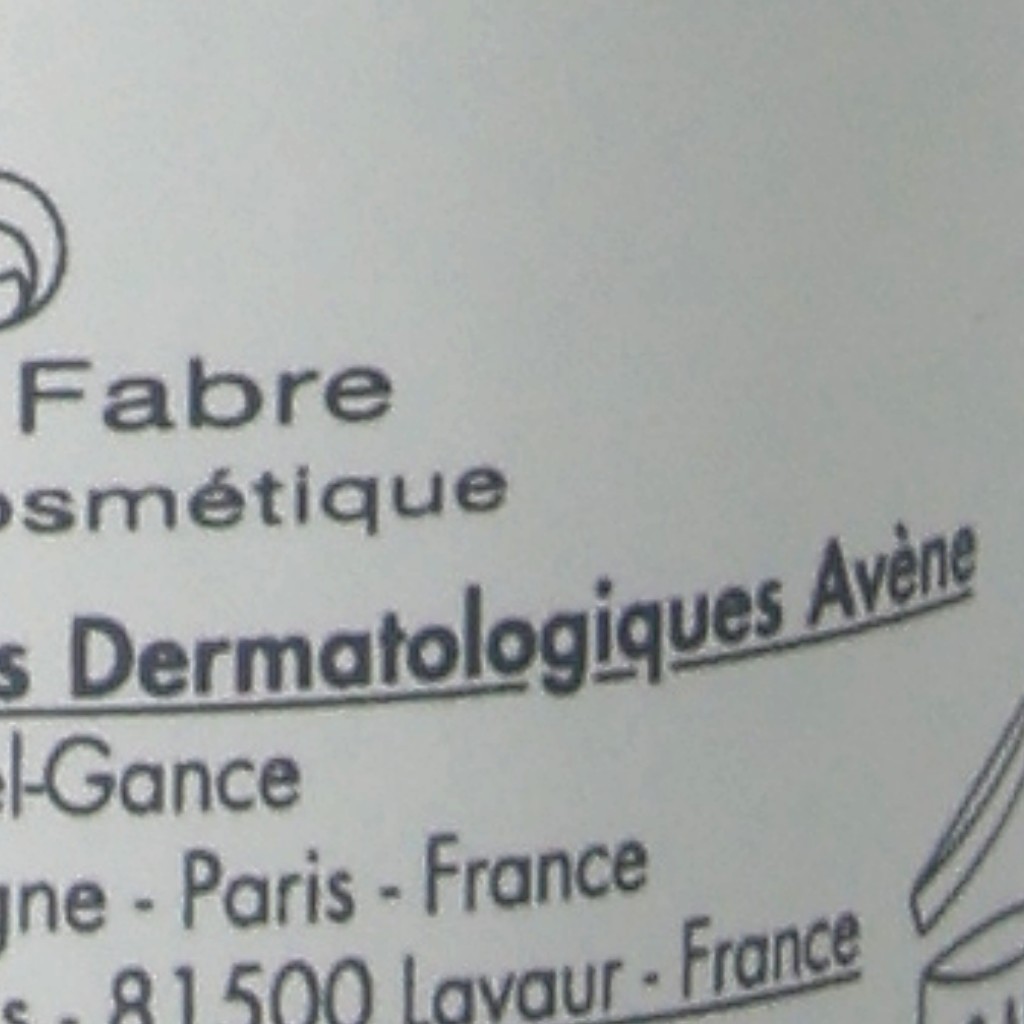 Fabre
osmétique
s Dermatologiques Avène
el-Gance
gne - Paris - France
s - 81500 Lavaur - France